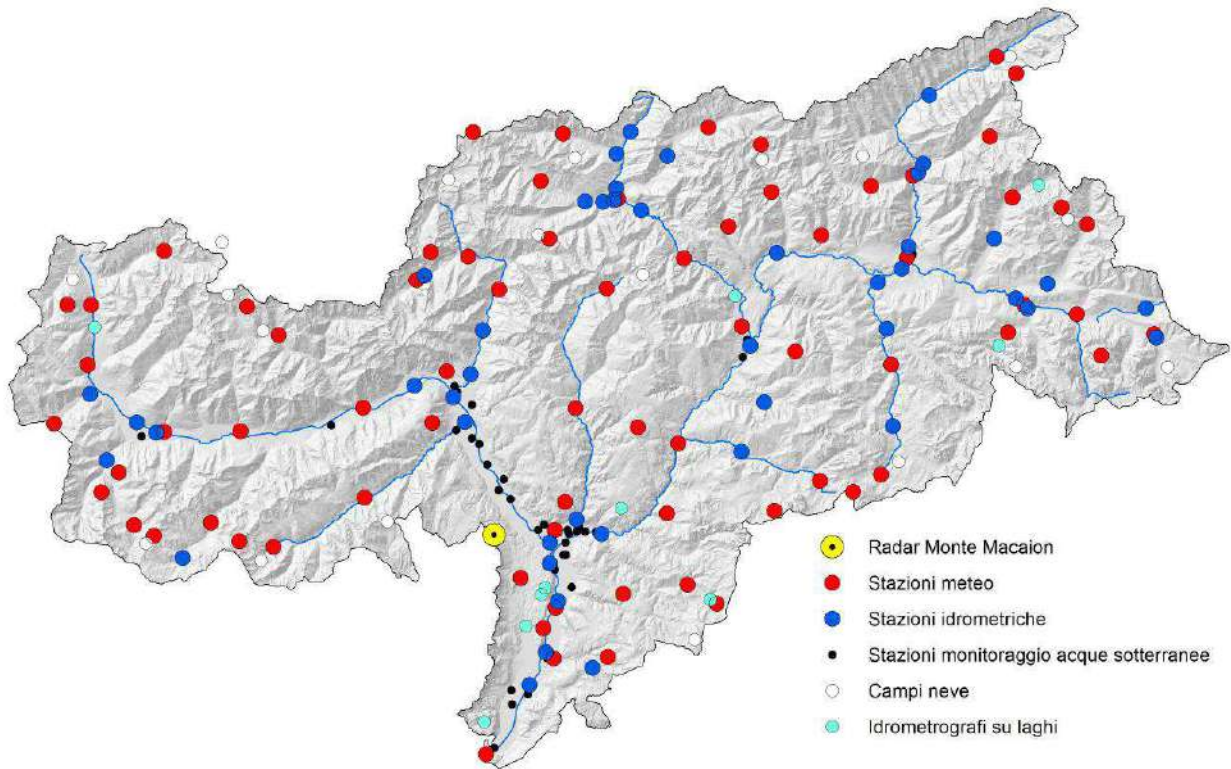 Radar Monte Macaion
Stazioni meteo
Stazioni idrometriche
Stazioni monitoraggio acque sotterranee
Campi neve
Idrometrografi su laghi